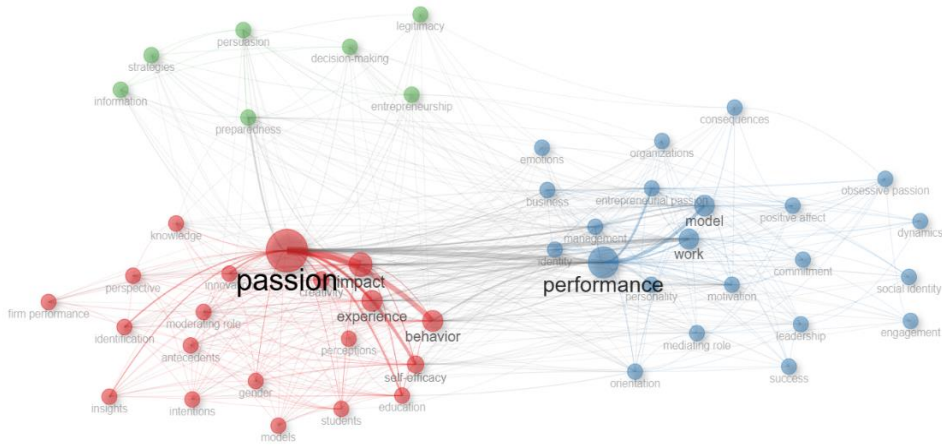 legitimacy
persuasion
decision-making
strategies
information
entrepreneurship
preparedness
consequences
organizations
emotions
obsessive passion
business
entrepreneurial passion
model
positive affect
dynamics
knowledge
management
work
identity
passion
impact
creativity
performance
personality
motivation
commitment
social identity
perspective
firm performance
experience
moderating role
identification
behavior
perceptions
antecedents
mediating role
leadership
engagement
self-efficacy
orientation
success
gender
education
insights
intentions
students
models